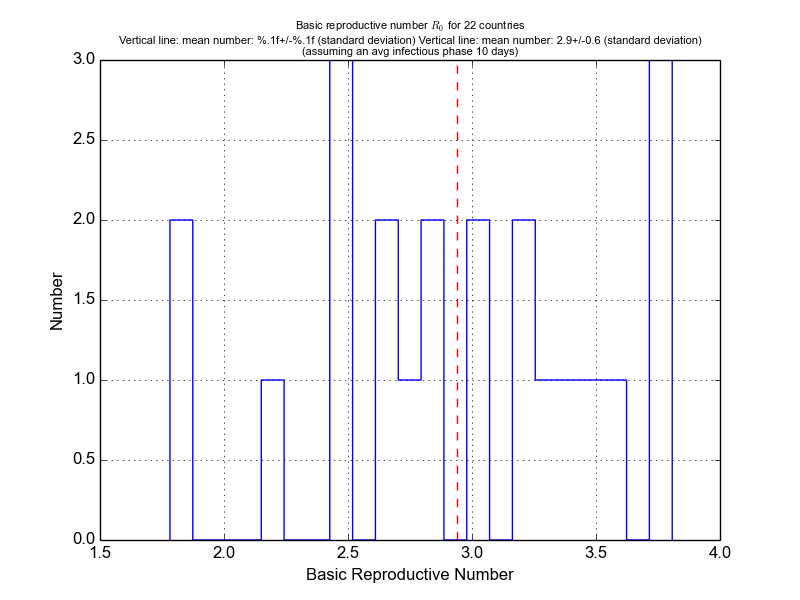 Basic reproductive number R₀ for 22 countries
Vertical line: mean number: %.1f+/-%.1f (standard deviation) Vertical line: mean number: 2.9+/-0.6 (standard deviation)
(assuming an avg infectious phase 10 days)
3.0
2.5
2.0
1.5
1.0
0.5
0.0
Number
1.5 2.0 2.5 3.0 3.5 4.0
Basic Reproductive Number